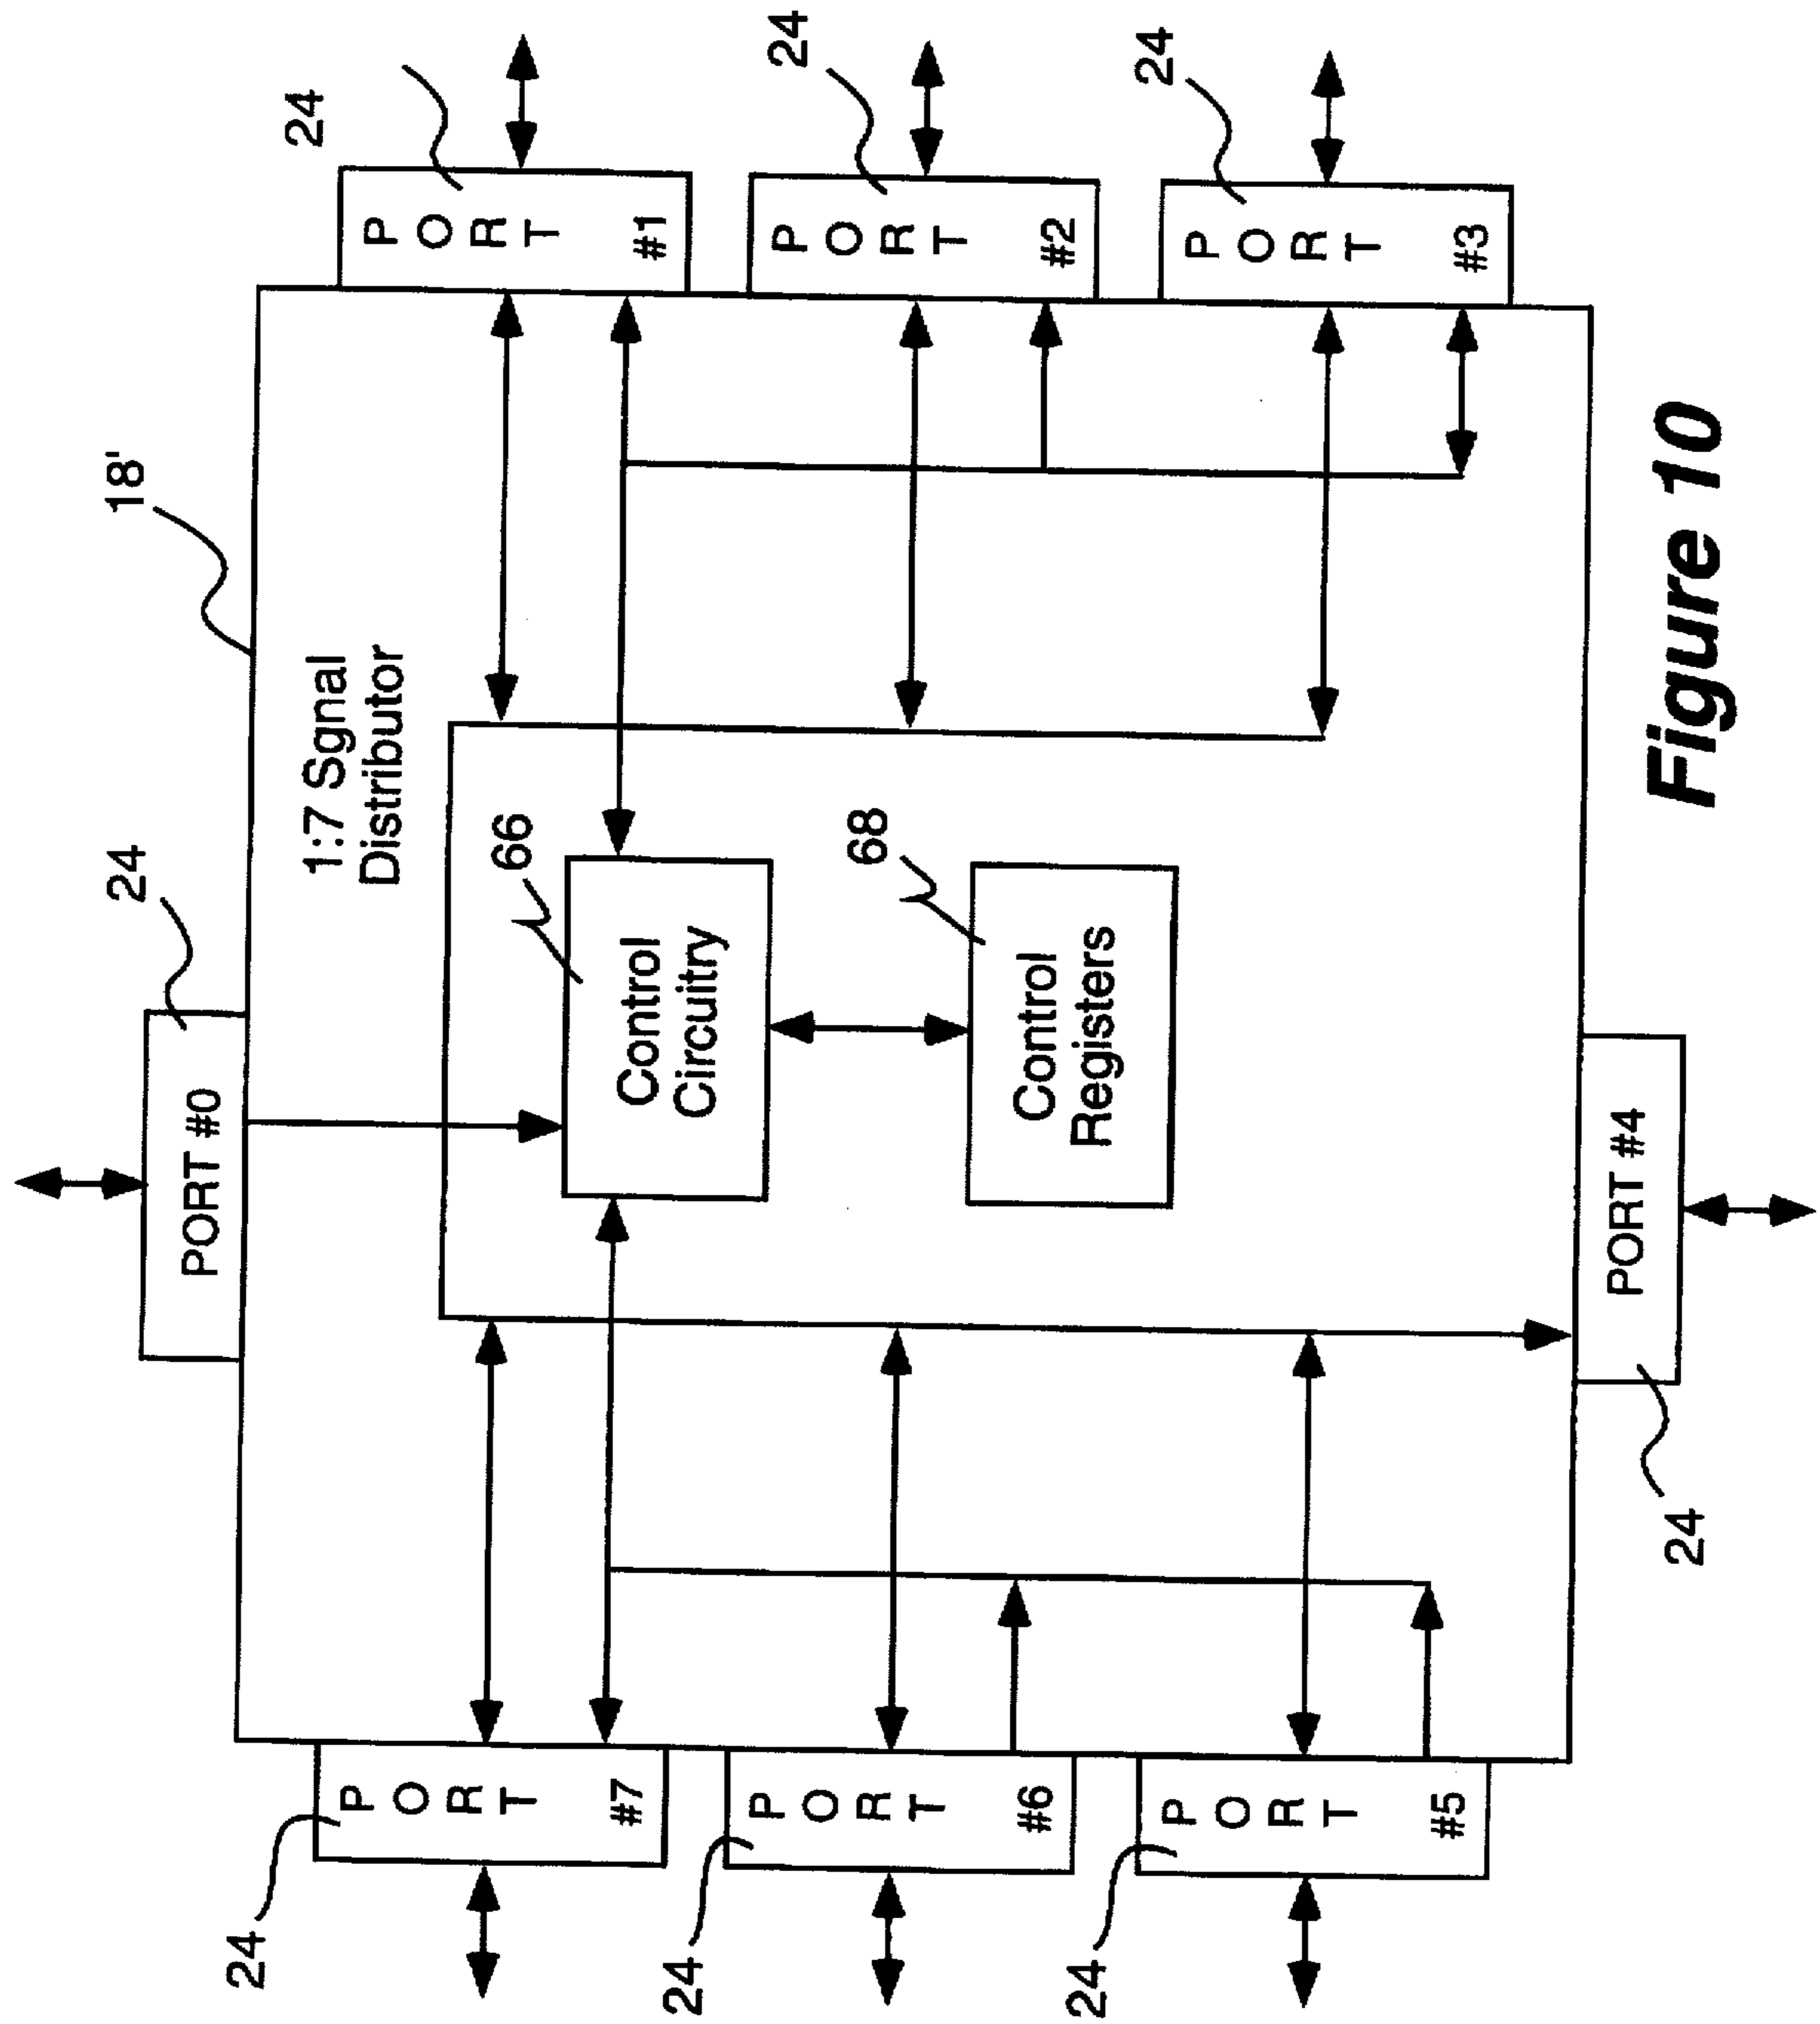 24
PORT #0
18'
1:7 Sgnal
Distributor
24
PORT
#7
24
PORT
#1
66
Control
Circuitry
24
PORT
#6
24
PORT
#2
68
Control
Registers
24
PORT
#5
24
PORT
#3
PORT #4
24
Figure 10